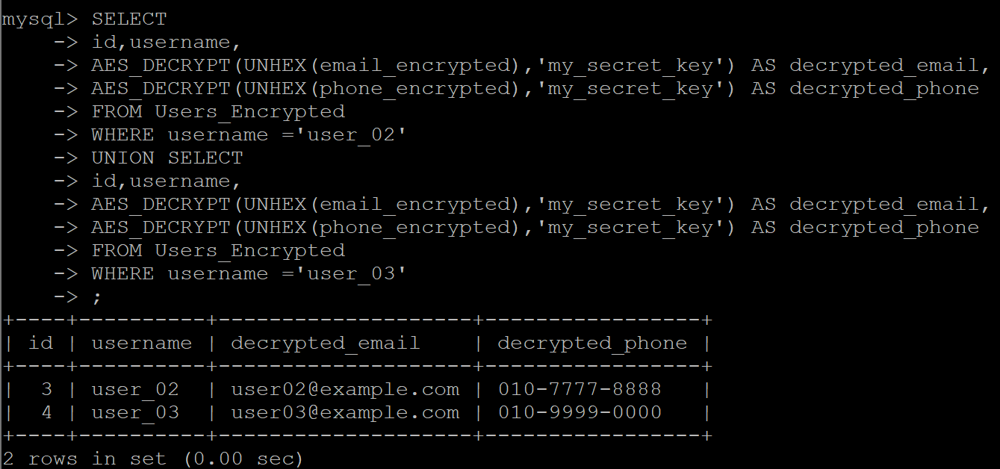 mysql> SELECT
    -> id,username,
    -> AES_DECRYPT(UNHEX(email_encrypted),'my_secret_key') AS decrypted_email,
    -> AES_DECRYPT(UNHEX(phone_encrypted),'my_secret_key') AS decrypted_phone
    -> FROM Users_Encrypted
    -> WHERE username ='user_02'
    -> UNION SELECT
    -> id,username,
    -> AES_DECRYPT(UNHEX(email_encrypted),'my_secret_key') AS decrypted_email,
    -> AES_DECRYPT(UNHEX(phone_encrypted),'my_secret_key') AS decrypted_phone
    -> FROM Users_Encrypted
    -> WHERE username ='user_03'
    -> ;
+----+----------+--------------------+-----------------+
| id | username | decrypted_email    | decrypted_phone |
+----+----------+--------------------+-----------------+
|  3 | user_02  | user02@example.com | 010-7777-8888   |
|  4 | user_03  | user03@example.com | 010-9999-0000   |
+----+----------+--------------------+-----------------+
2 rows in set (0.00 sec)